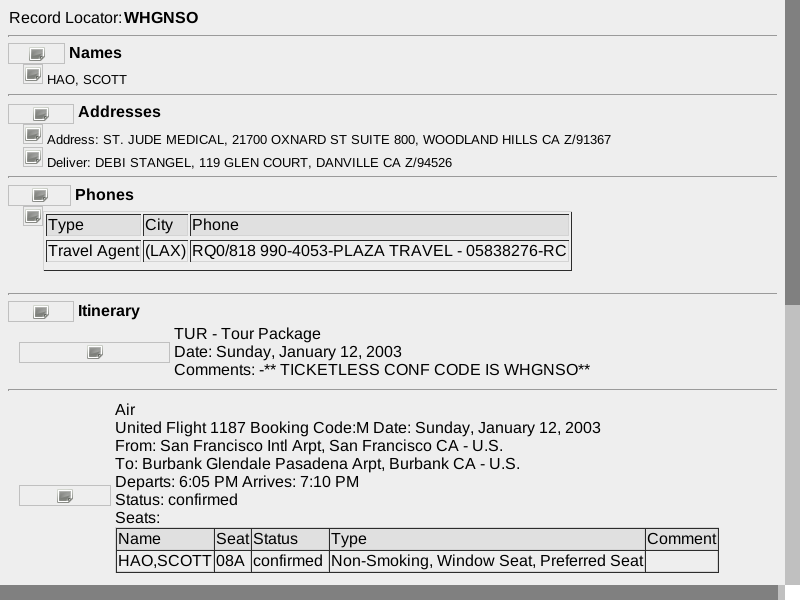 Record Locator:WHGNSO
Names
HAO, SCOTT
Addresses
Address: ST. JUDE MEDICAL, 21700 OXNARD ST SUITE 800, WOODLAND HILLS CA Z/91367
Deliver: DEBI STANGEL, 119 GLEN COURT, DANVILLE CA Z/94526
Phones
Type City Phone
Travel Agent (LAX) RQ0/818 990-4053-PLAZA TRAVEL - 05838276-RC
Itinerary
TUR - Tour Package
Date: Sunday, January 12, 2003
Comments: -** TICKETLESS CONF CODE IS WHGNSO**
Air
United Flight 1187 Booking Code:M Date: Sunday, January 12, 2003
From: San Francisco Intl Arpt, San Francisco CA - U.S.
To: Burbank Glendale Pasadena Arpt, Burbank CA - U.S.
Departs: 6:05 PM Arrives: 7:10 PM
Status: confirmed
Seats:
Name Seat Status Type Comment
HAO,SCOTT 08A confirmed Non-Smoking, Window Seat, Preferred Seat